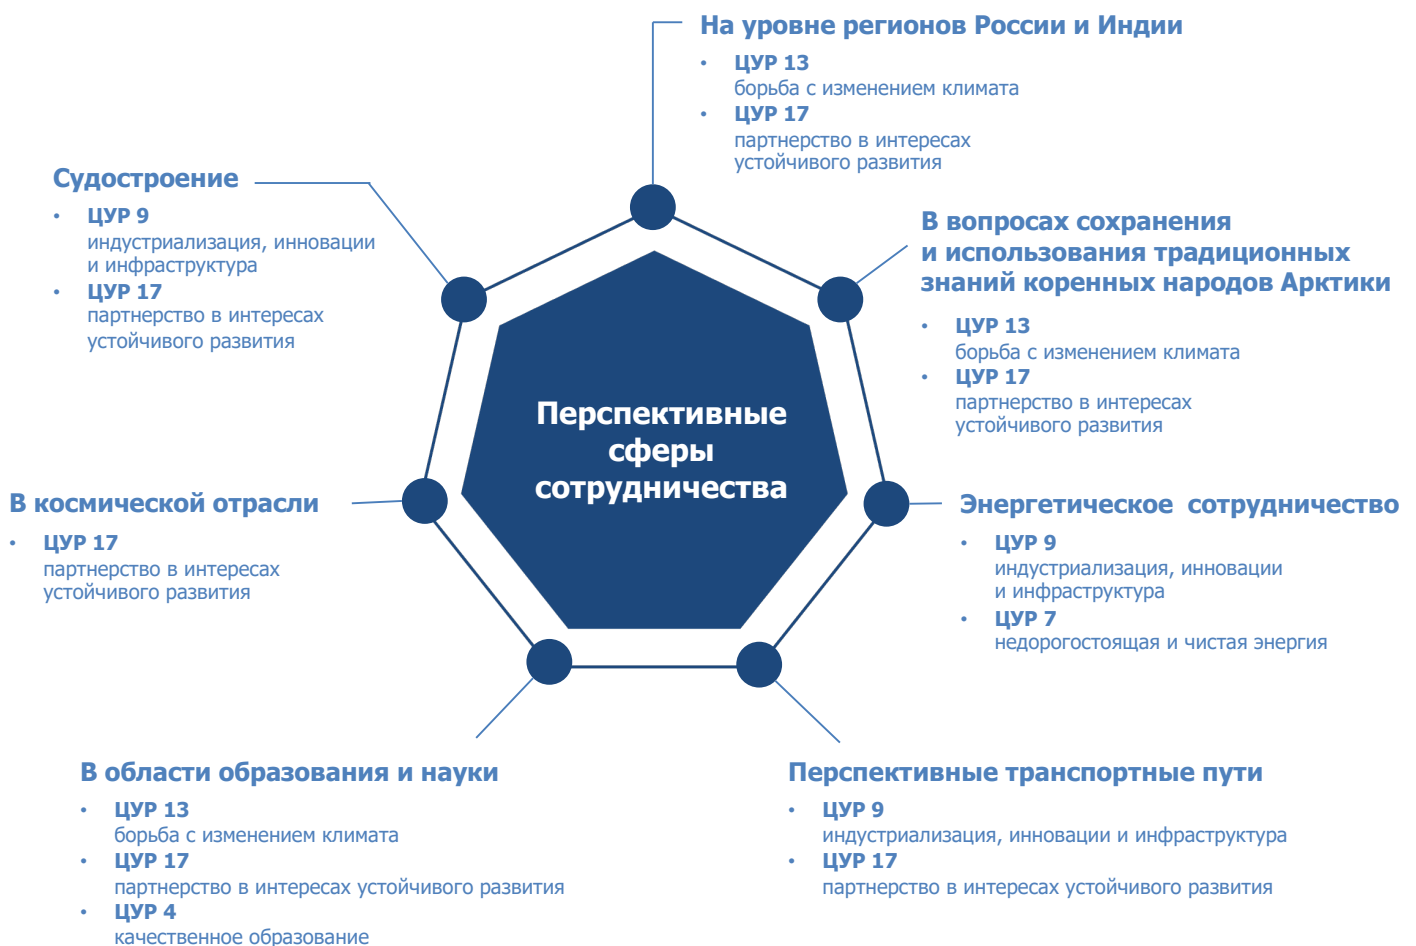 На уровне регионов России и Индии
• ЦУР 13
борьба с изменением климата
• ЦУР 17
партнерство в интересах
устойчивого развития
Судостроение
• ЦУР 9
индустриализация, инновации
и инфраструктура
• ЦУР 17
партнерство в интересах
устойчивого развития
В вопросах сохранения
и использования традиционных
знаний коренных народов Арктики
• ЦУР 13
борьба с изменением климата
• ЦУР 17
партнерство в интересах
устойчивого развития
Перспективные
сферы
сотрудничества
В космической отрасли
• ЦУР 17
партнерство в интересах
устойчивого развития
Энергетическое сотрудничество
• ЦУР 9
индустриализация, инновации
и инфраструктура
• ЦУР 7
недорогостоящая и чистая энергия
В области образования и науки
• ЦУР 13
борьба с изменением климата
• ЦУР 17
партнерство в интересах устойчивого развития
• ЦУР 4
качественное образование
Перспективные транспортные пути
• ЦУР 9
индустриализация, инновации и инфраструктура
• ЦУР 17
партнерство в интересах устойчивого развития